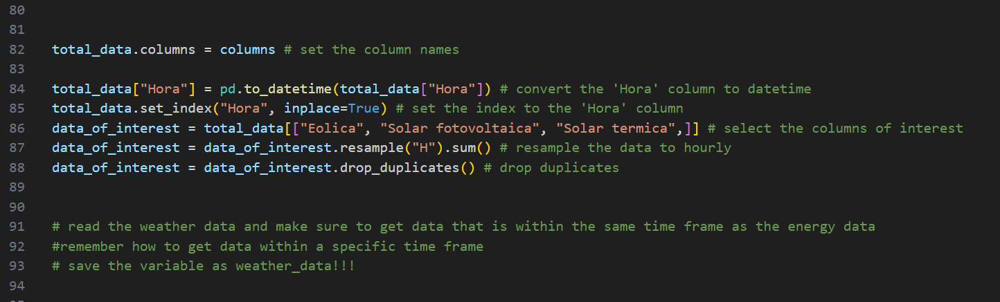 80
81
82 total_data.columns = columns # set the column names
83
84 total_data["Hora"] = pd.to_datetime(total_data["Hora"]) # convert the 'Hora' column to datetime
85 total_data.set_index("Hora", inplace=True) # set the index to the 'Hora' column
86 data_of_interest = total_data[["Eolica", "Solar fotovoltaica", "Solar termica",]] # select the columns of interest
87 data_of_interest = data_of_interest.resample("H").sum() # resample the data to hourly
88 data_of_interest = data_of_interest.drop_duplicates() # drop duplicates
89
90
91 # read the weather data and make sure to get data that is within the same time frame as the energy data
92 #remember how to get data within a specific time frame
93 # save the variable as weather_data!!!
94